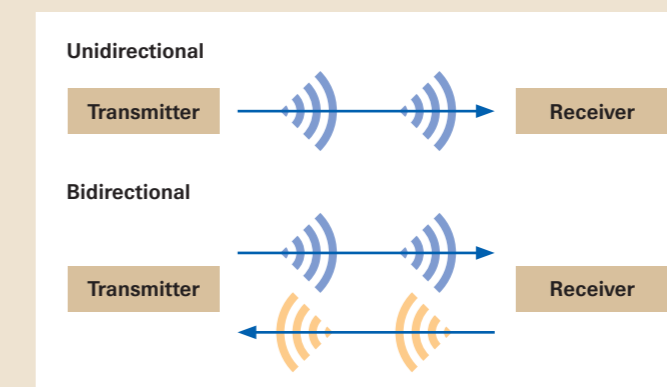 Unidirectional
Transmitter
Receiver
Bidirectional
Transmitter
Receiver